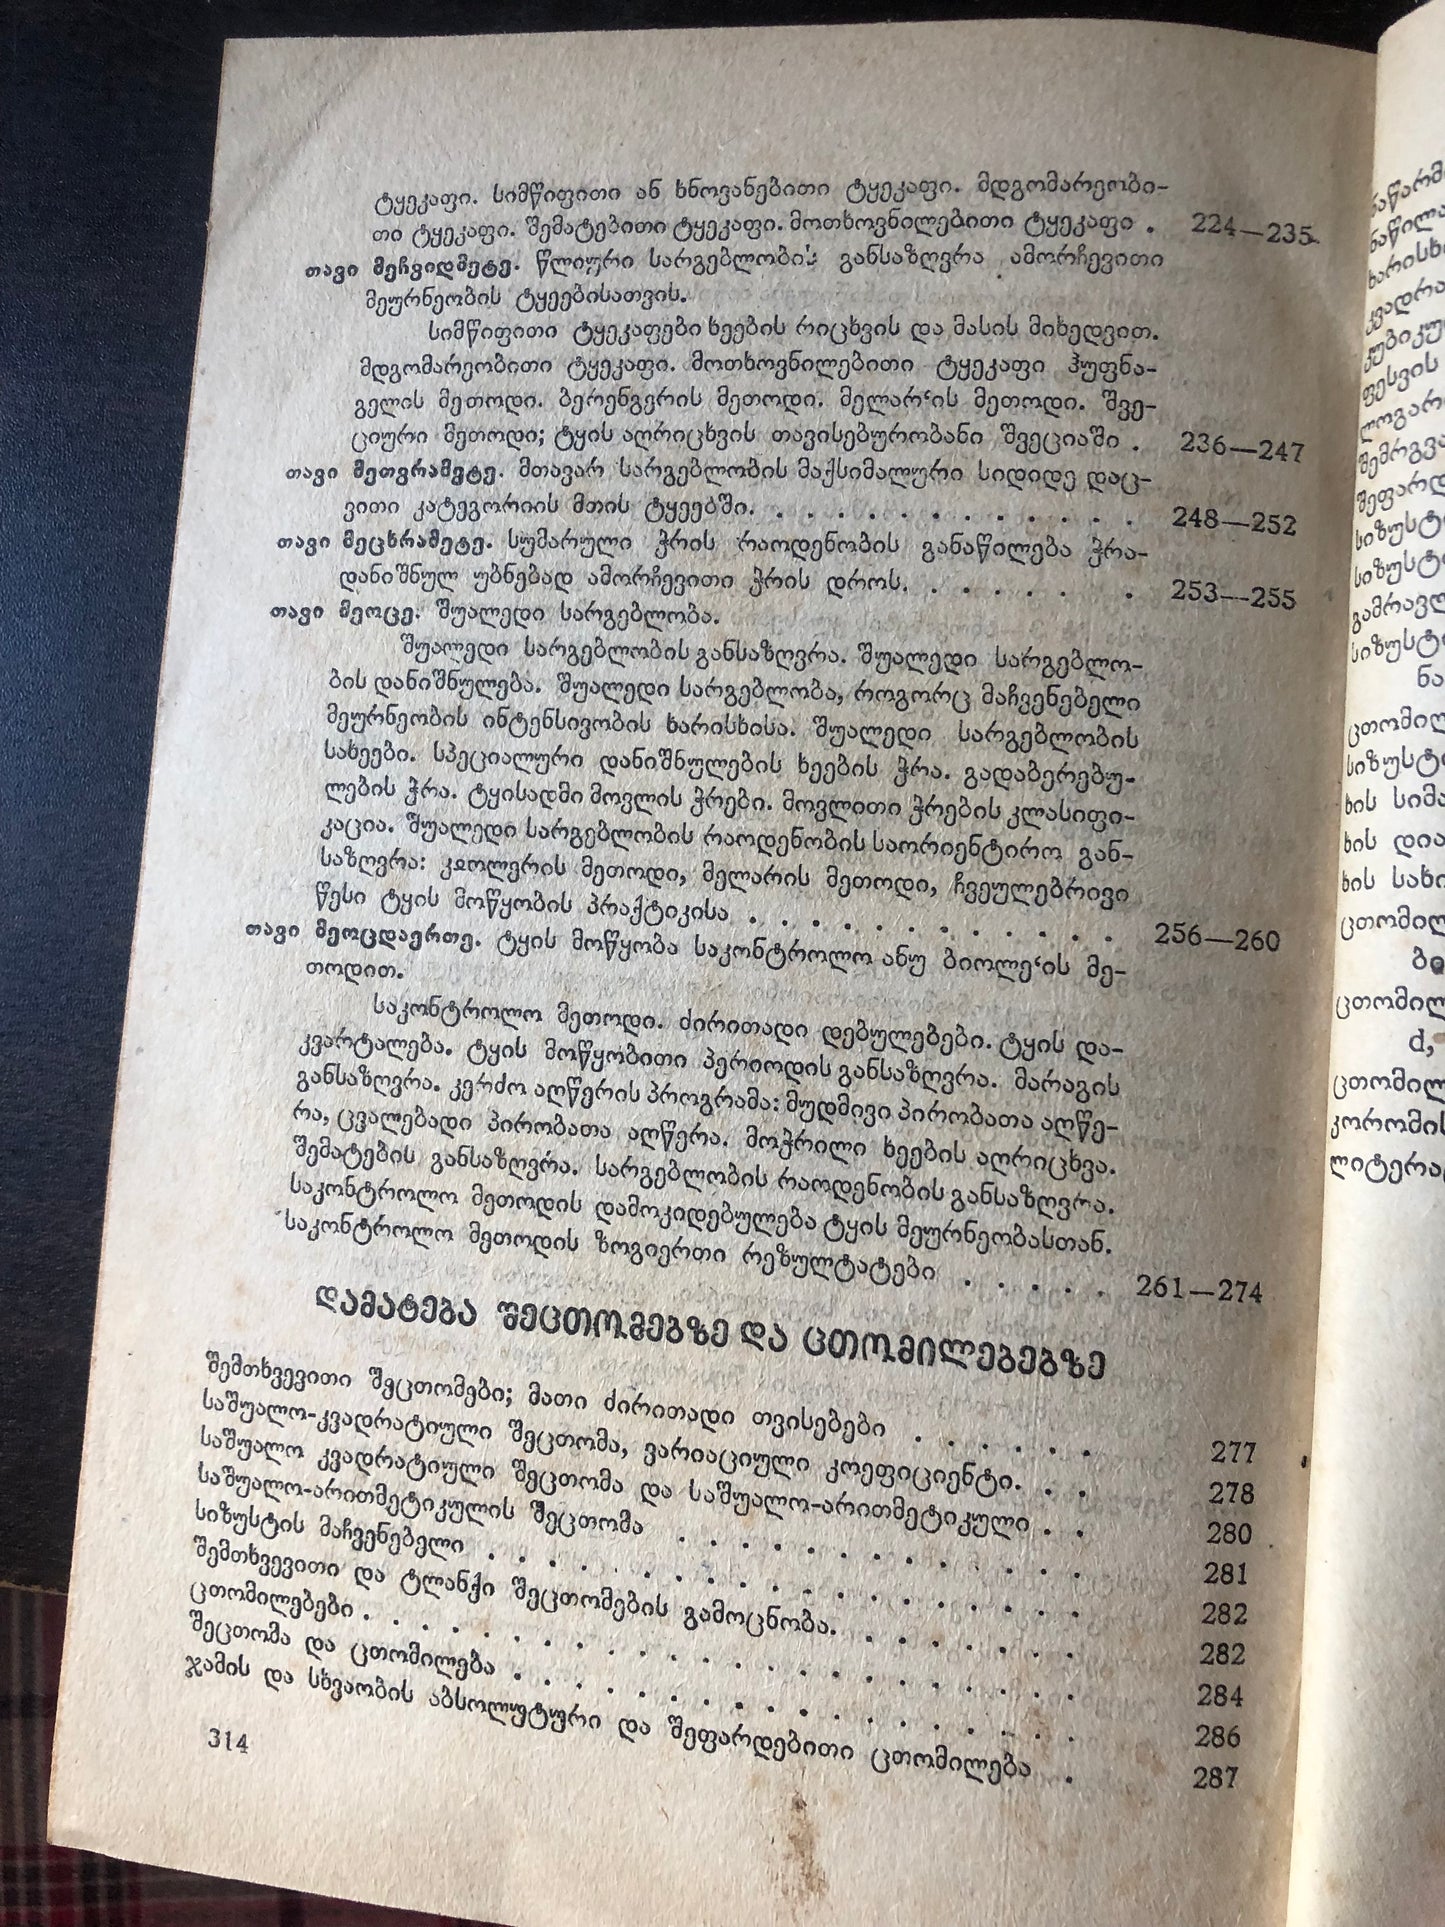 ტყეკაფი. სიმწიფითი ან ხნოვანებითი ტყეკაფი. მდგომარეობი-
თი ტყეკაფი. შემატებითი ტყეკაფი. მოთხოვნილებითი ტყეკაფი . 224—235
თავი მეჩვიდმეტე. წლიური სარგებლობის განსაზღვრა ამორჩევითი
მეურნეობის ტყეებისათვის.
სიმწიფითი ტყეკაფები ხეების რიცხვის და მასის მიხედვით.
მდგომარეობითი ტყეკაფი. მოთხოვნილებითი ტყეკაფი ჰუფნა-
გელის მეთოდი. ბერენგერის მეთოდი. მელარ‘ის მეთოდი. შვე-
ციური მეთოდი; ტყის აღრიცხვის თავისებურობანი შვეციაში . 236—247
თავი მეთვრამეტე. მთავარ სარგებლობის მაქსიმალური სიდიდე დაც-
ვითი კატეგორიის მთის ტყეებში. . . . . . . . . . . . . 248—252
თავი მეცხრამეტე. სუმარული ჭრის რაოდენობის განაწილება ჭრა-
დანიშნულ უბნებად ამორჩევითი ჭრის დროს. . . . . . . . 253—255
თავი მეოცე. შუალედი სარგებლობა.
შუალედი სარგებლობის განსაზღვრა. შუალედი სარგებლო-
ბის დანიშნულება. შუალედი სარგებლობა, როგორც მაჩვენებელი
მეურნეობის ინტენსივობის ხარისხისა. შუალედი სარგებლობის
სახეები. სპეციალური დანიშნულების ხეების ჭრა. გადაბერებუ-
ლების ჭრა. ტყისადმი მოვლის ჭრები. მოვლითი ჭრების კლასიფი-
კაცია. შუალედი სარგებლობის რაოდენობის საორიენტირო გან-
საზღვრა: კჲოლერის მეთოდი, მელარის მეთოდი, ჩვეულებრივი
წესი ტყის მოწყობის პრაქტიკისა . . . . . . . . . . . . 256—260
თავი მეოცდაერთე. ტყის მოწყობა საკონტროლო ანუ ბიოლე‘ის მე-
თოდით.
საკონტროლო მეთოდი. ძირითადი დებულებები. ტყის და-
კვარტალება. ტყის მოწყობითი პერიოდის განსაზღვრა. მარაგის
განსაზღვრა. კერძო აღწერის პროგრამა: მუდმივი პირობათა აღწე-
რა, ცვალებადი პირობათა აღწერა. მოჭრილი ხეების აღრიცხვა.
შემატების განსაზღვრა. სარგებლობის რაოდენობის განსაზღვრა.
საკონტროლო მეთოდის დამოკიდებულება ტყის მეურნეობასთან.
საკონტროლო მეთოდის ზოგიერთი რეზულტატები . . . . . 261—274
დამატება შეცთომებზე და ცთომილებებზე
შემთხვევითი შეცთომები; მათი ძირითადი თვისებები . . . . . . 277
საშუალო-კვადრატიული შეცთომა, ვარიაციული კოეფიციენტი. . . 278
საშუალო კვადრატიული შეცთომა და საშუალო-არითმეტიკული . . 280
საშუალო-არითმეტიკულის შეცთომა . . . . . . . . . . . . . 281
სიზუსტის მაჩვენებელი . . . . . . . . . . . . . . . . . . . 282
შემთხვევითი და ტლანქი შეცთომების გამოცნობა. . . . . . . . 282
ცთომილებები . . . . . . . . . . . . . . . . . . . . . . 284
შეცთომა და ცთომილება . . . . . . . . . . . . . . . . . . 286
ჯამის და სხვაობის აბსოლუტური და შეფარდებითი ცთომილება . 287
314